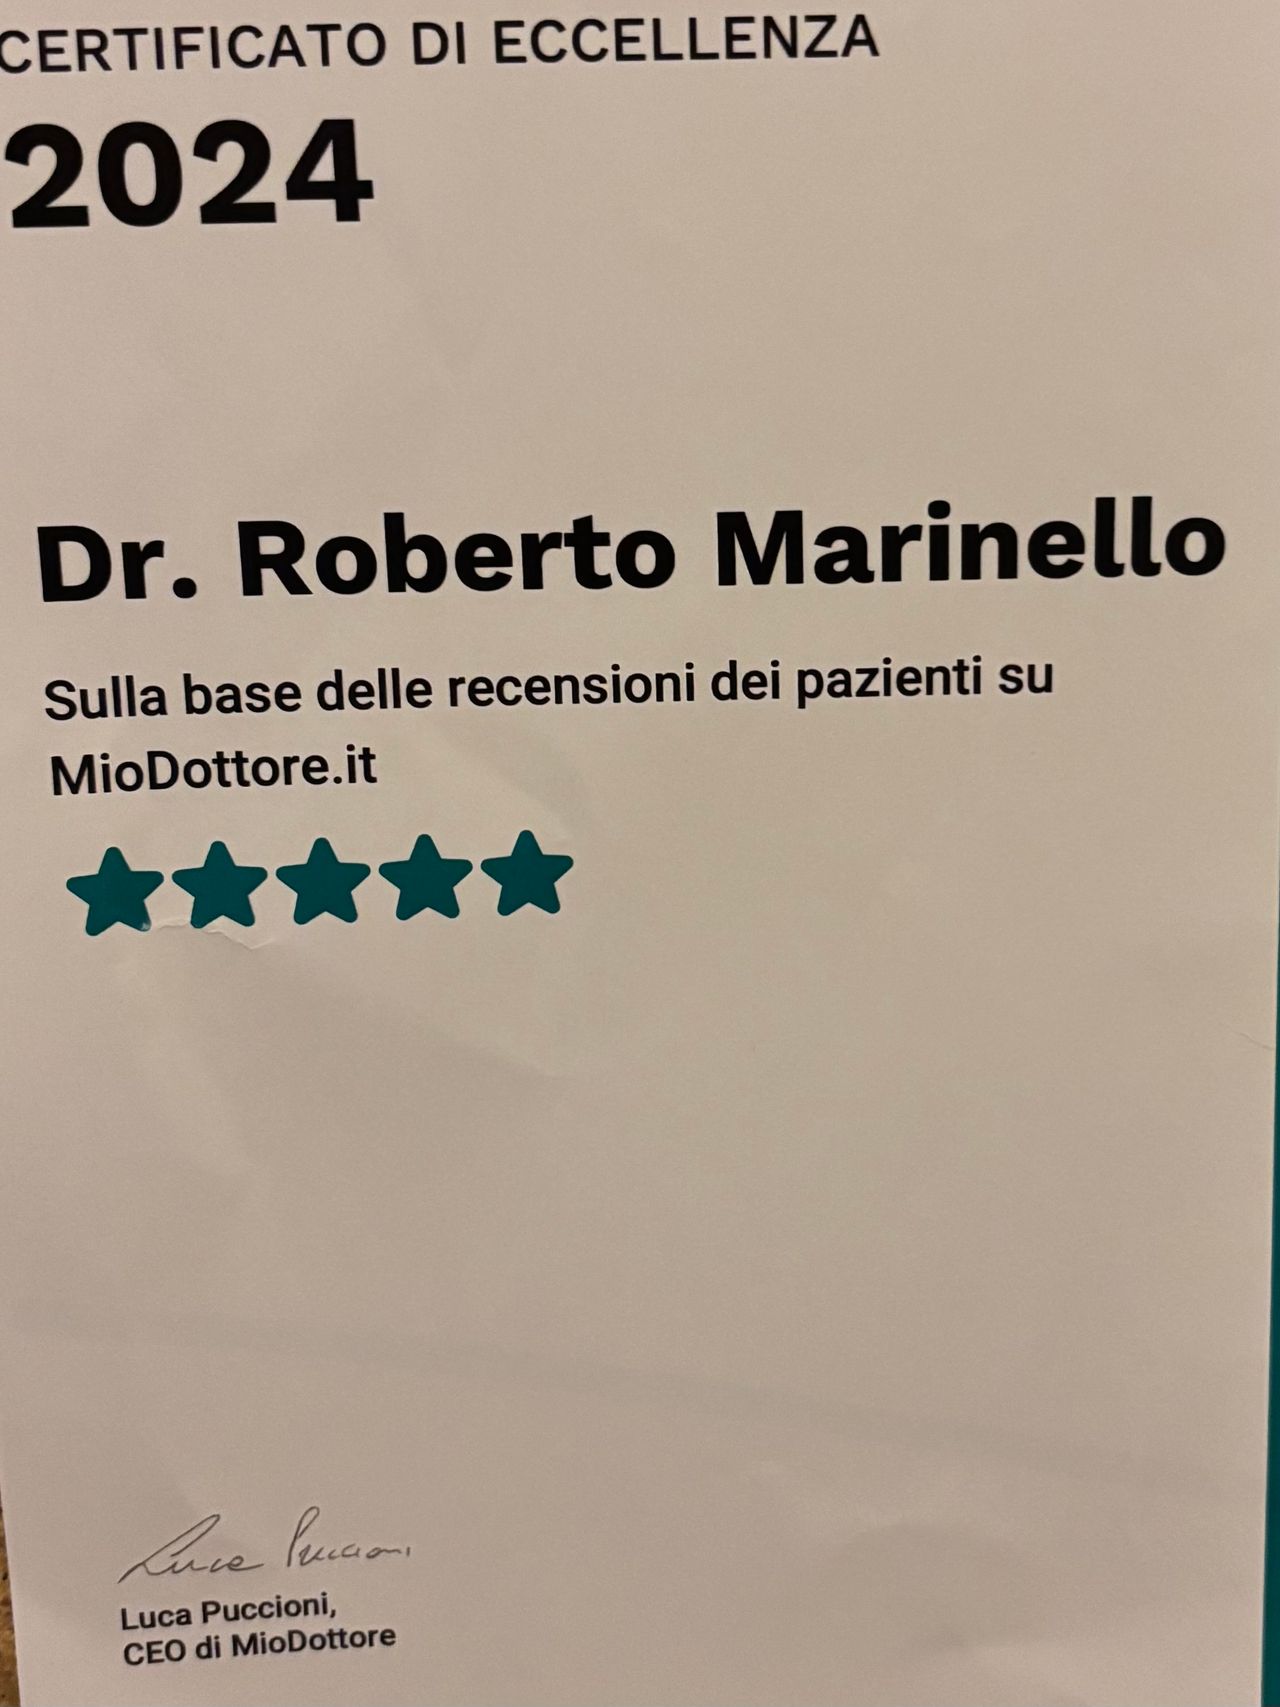 CERTIFICATO DI ECCELLENZA
2024
Dr. Roberto Marinello
Sulla base delle recensioni dei pazienti su
MioDottore.it
Luca Puccioni
Luca Puccioni,
CEO di MioDottore